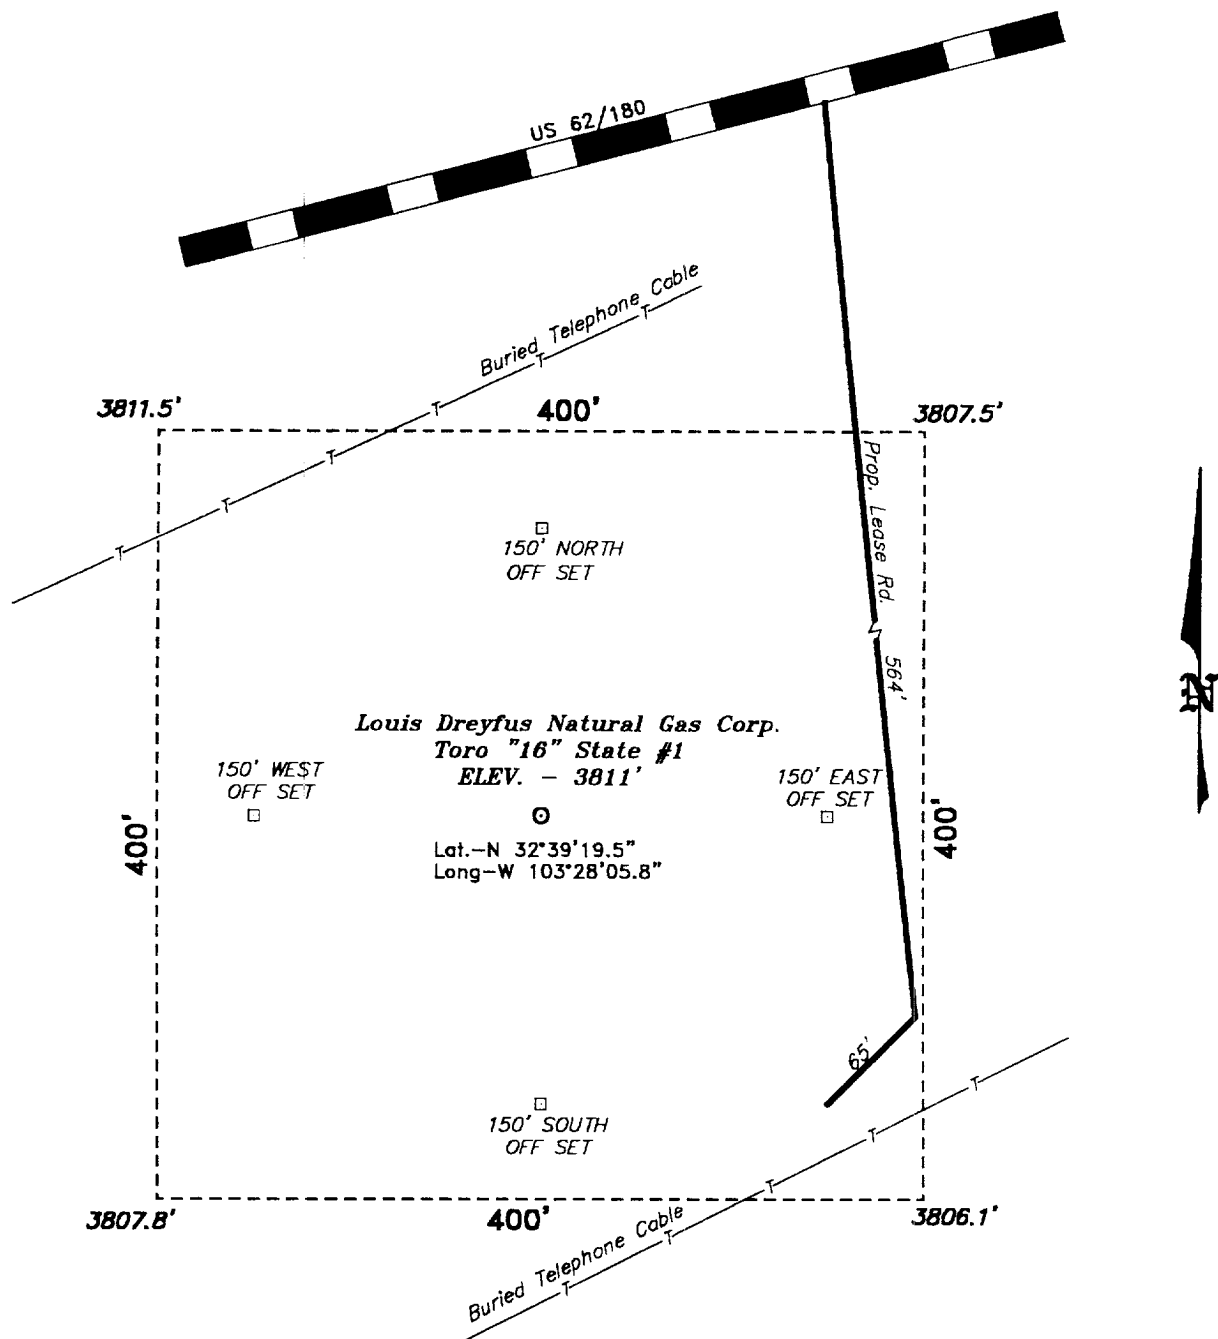 US 62/180
Buried Telephone Cable
T
T
T
T
T
T
3811.5'
400'
3807.5'
Prop. Lease Rd.
564'
150' NORTH
OFF SET
N
Louis Dreyfus Natural Gas Corp.
Toro "16" State #1
ELEV. - 3811'
150' WEST
OFF SET
150' EAST
OFF SET
400'
400'
Lat.-N 32°39'19.5"
Long-W 103°28'05.8"
65'
150' SOUTH
OFF SET
T
T
T
T
T
3807.8'
400'
3806.1'
Buried Telephone Cable